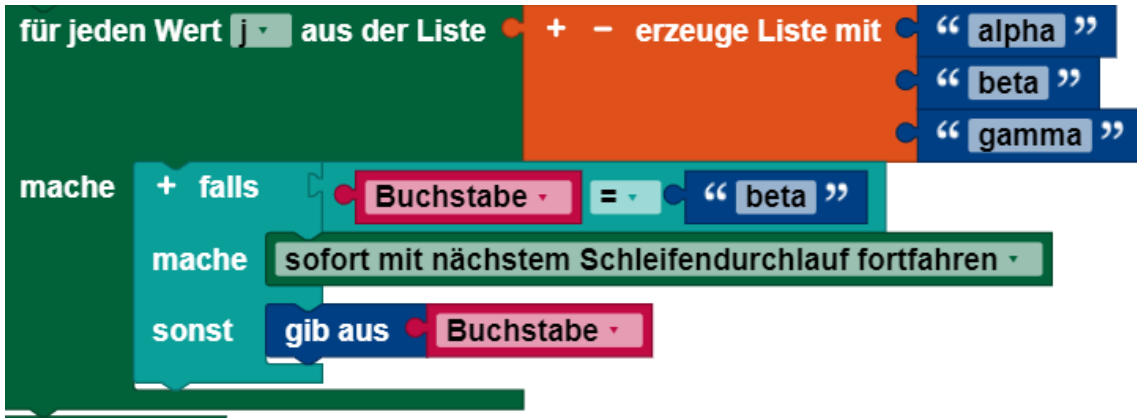 für jeden Wert j aus der Liste + − erzeuge Liste mit “ alpha ”
“ beta ”
“ gamma ”
mache + falls Buchstabe = “ beta ”
mache sofort mit nächstem Schleifendurchlauf fortfahren
sonst gib aus Buchstabe